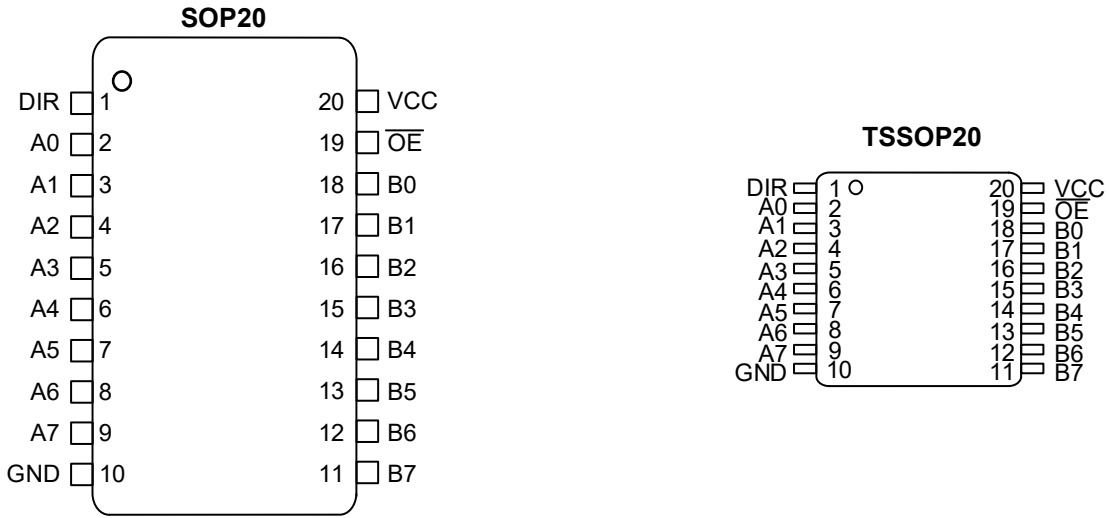 SOP20
DIR 1 20 VCC
A0 2 19 OE
A1 3 18 B0
A2 4 17 B1
A3 5 16 B2
A4 6 15 B3
A5 7 14 B4
A6 8 13 B5
A7 9 12 B6
GND 10 11 B7
TSSOP20
DIR 1 20 VCC
A0 2 19 OE
A1 3 18 B0
A2 4 17 B1
A3 5 16 B2
A4 6 15 B3
A5 7 14 B4
A6 8 13 B5
A7 9 12 B6
GND 10 11 B7